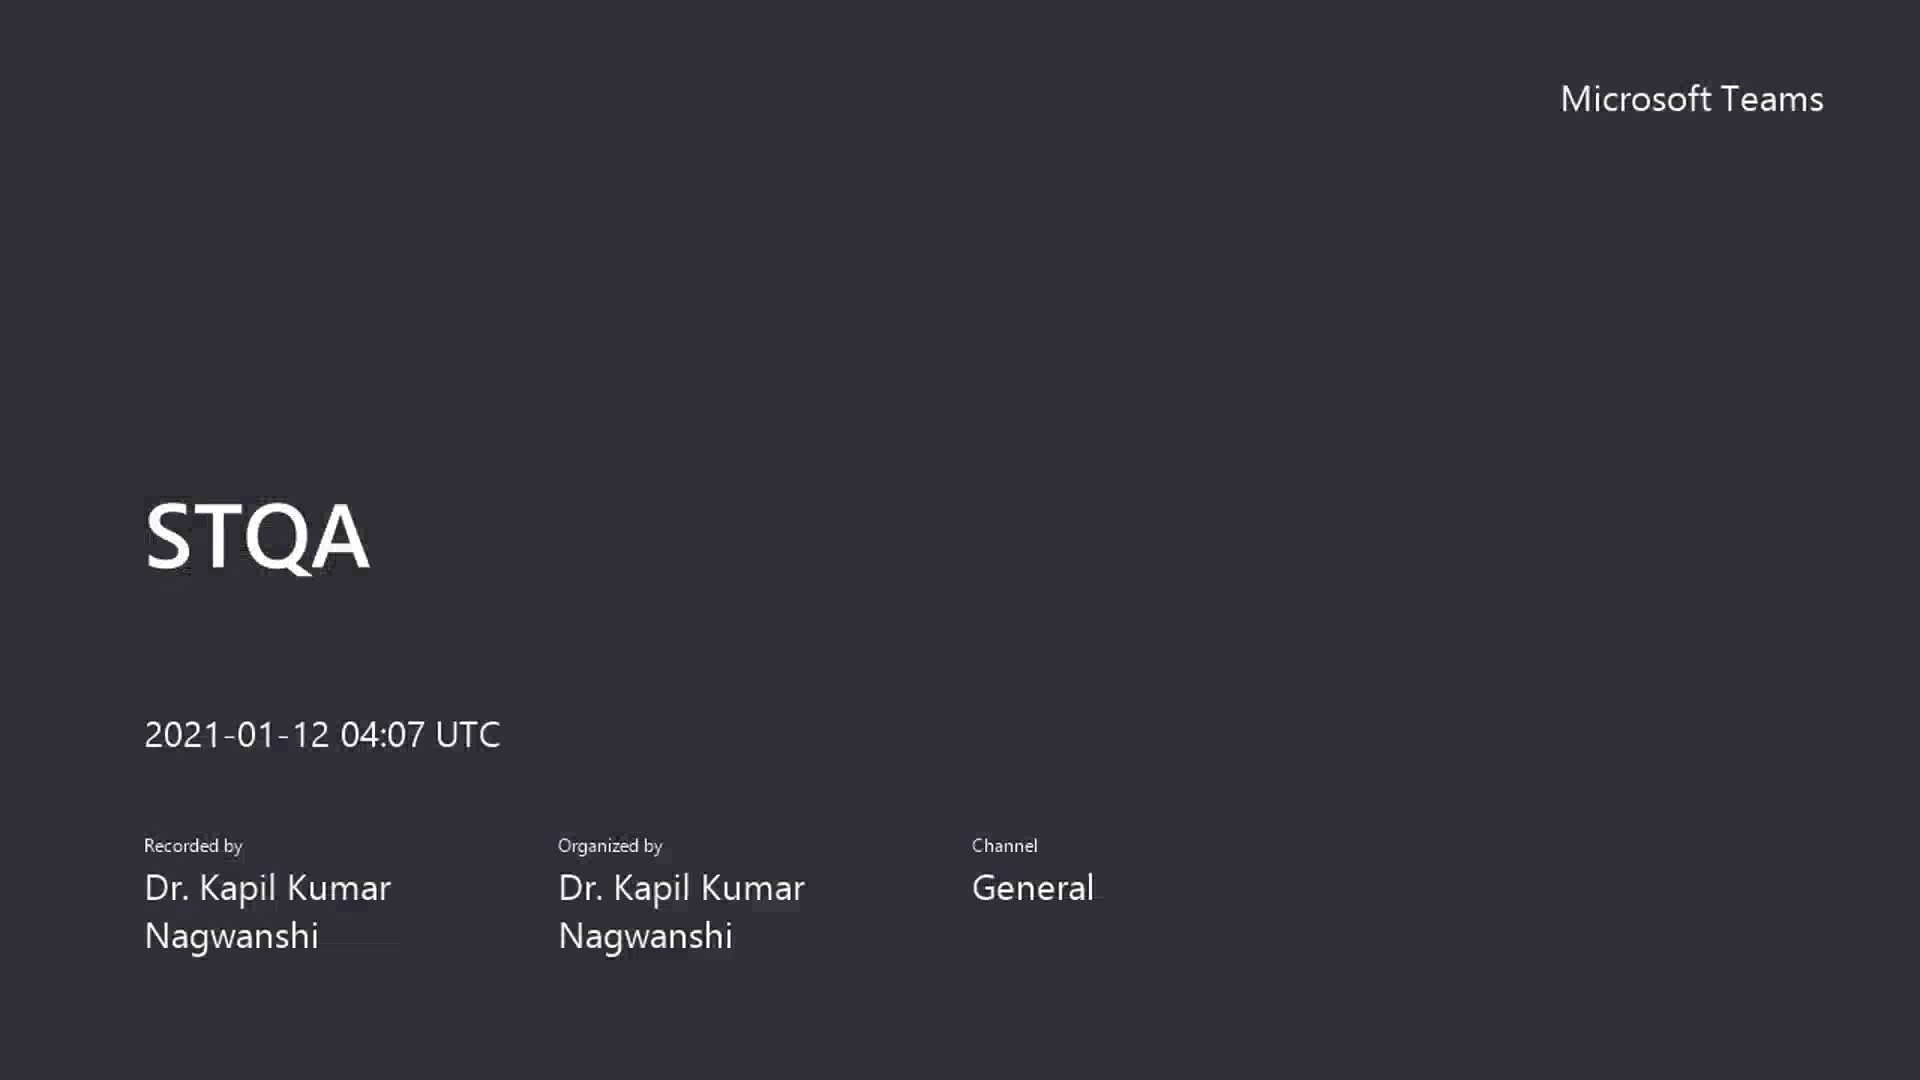 Microsoft Teams
STQA
2021-01-12 04:07 UTC
Recorded by
Dr. Kapil Kumar
Nagwanshi
Organized by
Dr. Kapil Kumar
Nagwanshi
Channel
General